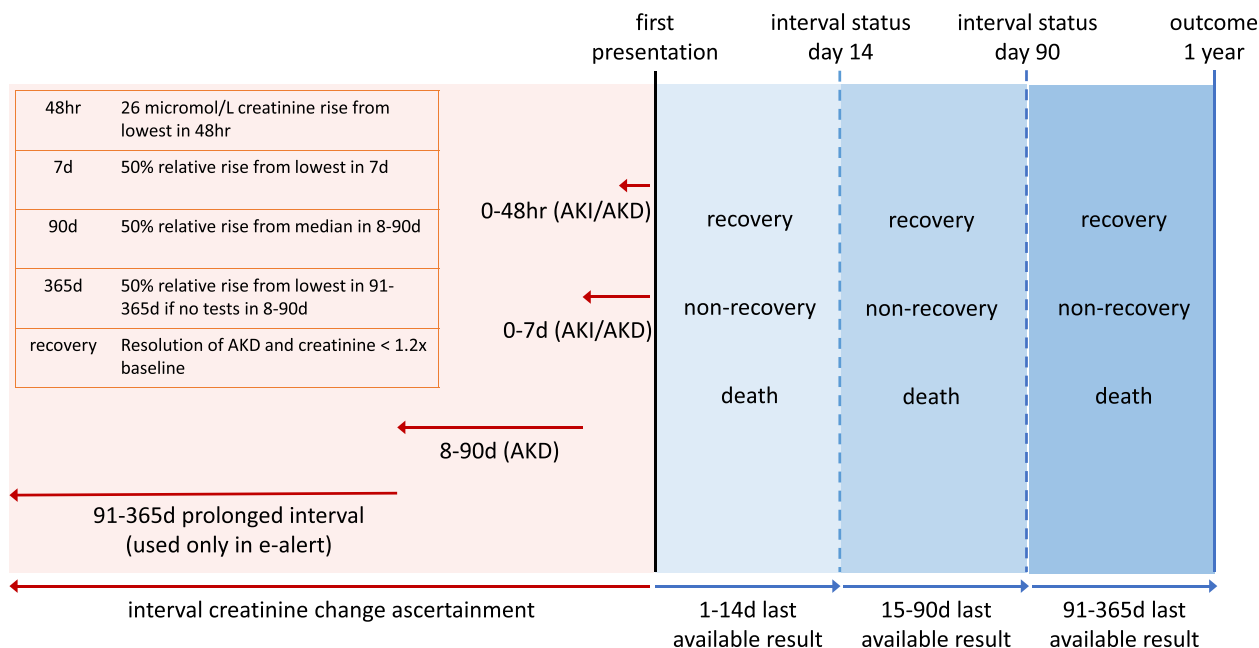 first
presentation
interval status
day 14
interval status
day 90
outcome
1 year
48hr
26 micromol/L creatinine rise from
lowest in 48hr
7d
50% relative rise from lowest in 7d
90d
50% relative rise from median in 8-90d
365d
50% relative rise from lowest in 91-
365d if no tests in 8-90d
recovery
Resolution of AKD and creatinine < 1.2x
baseline
0-48hr (AKI/AKD)
0-7d (AKI/AKD)
8-90d (AKD)
91-365d prolonged interval
(used only in e-alert)
recovery
non-recovery
death
recovery
non-recovery
death
recovery
non-recovery
death
interval creatinine change ascertainment
1-14d last
available result
15-90d last
available result
91-365d last
available result